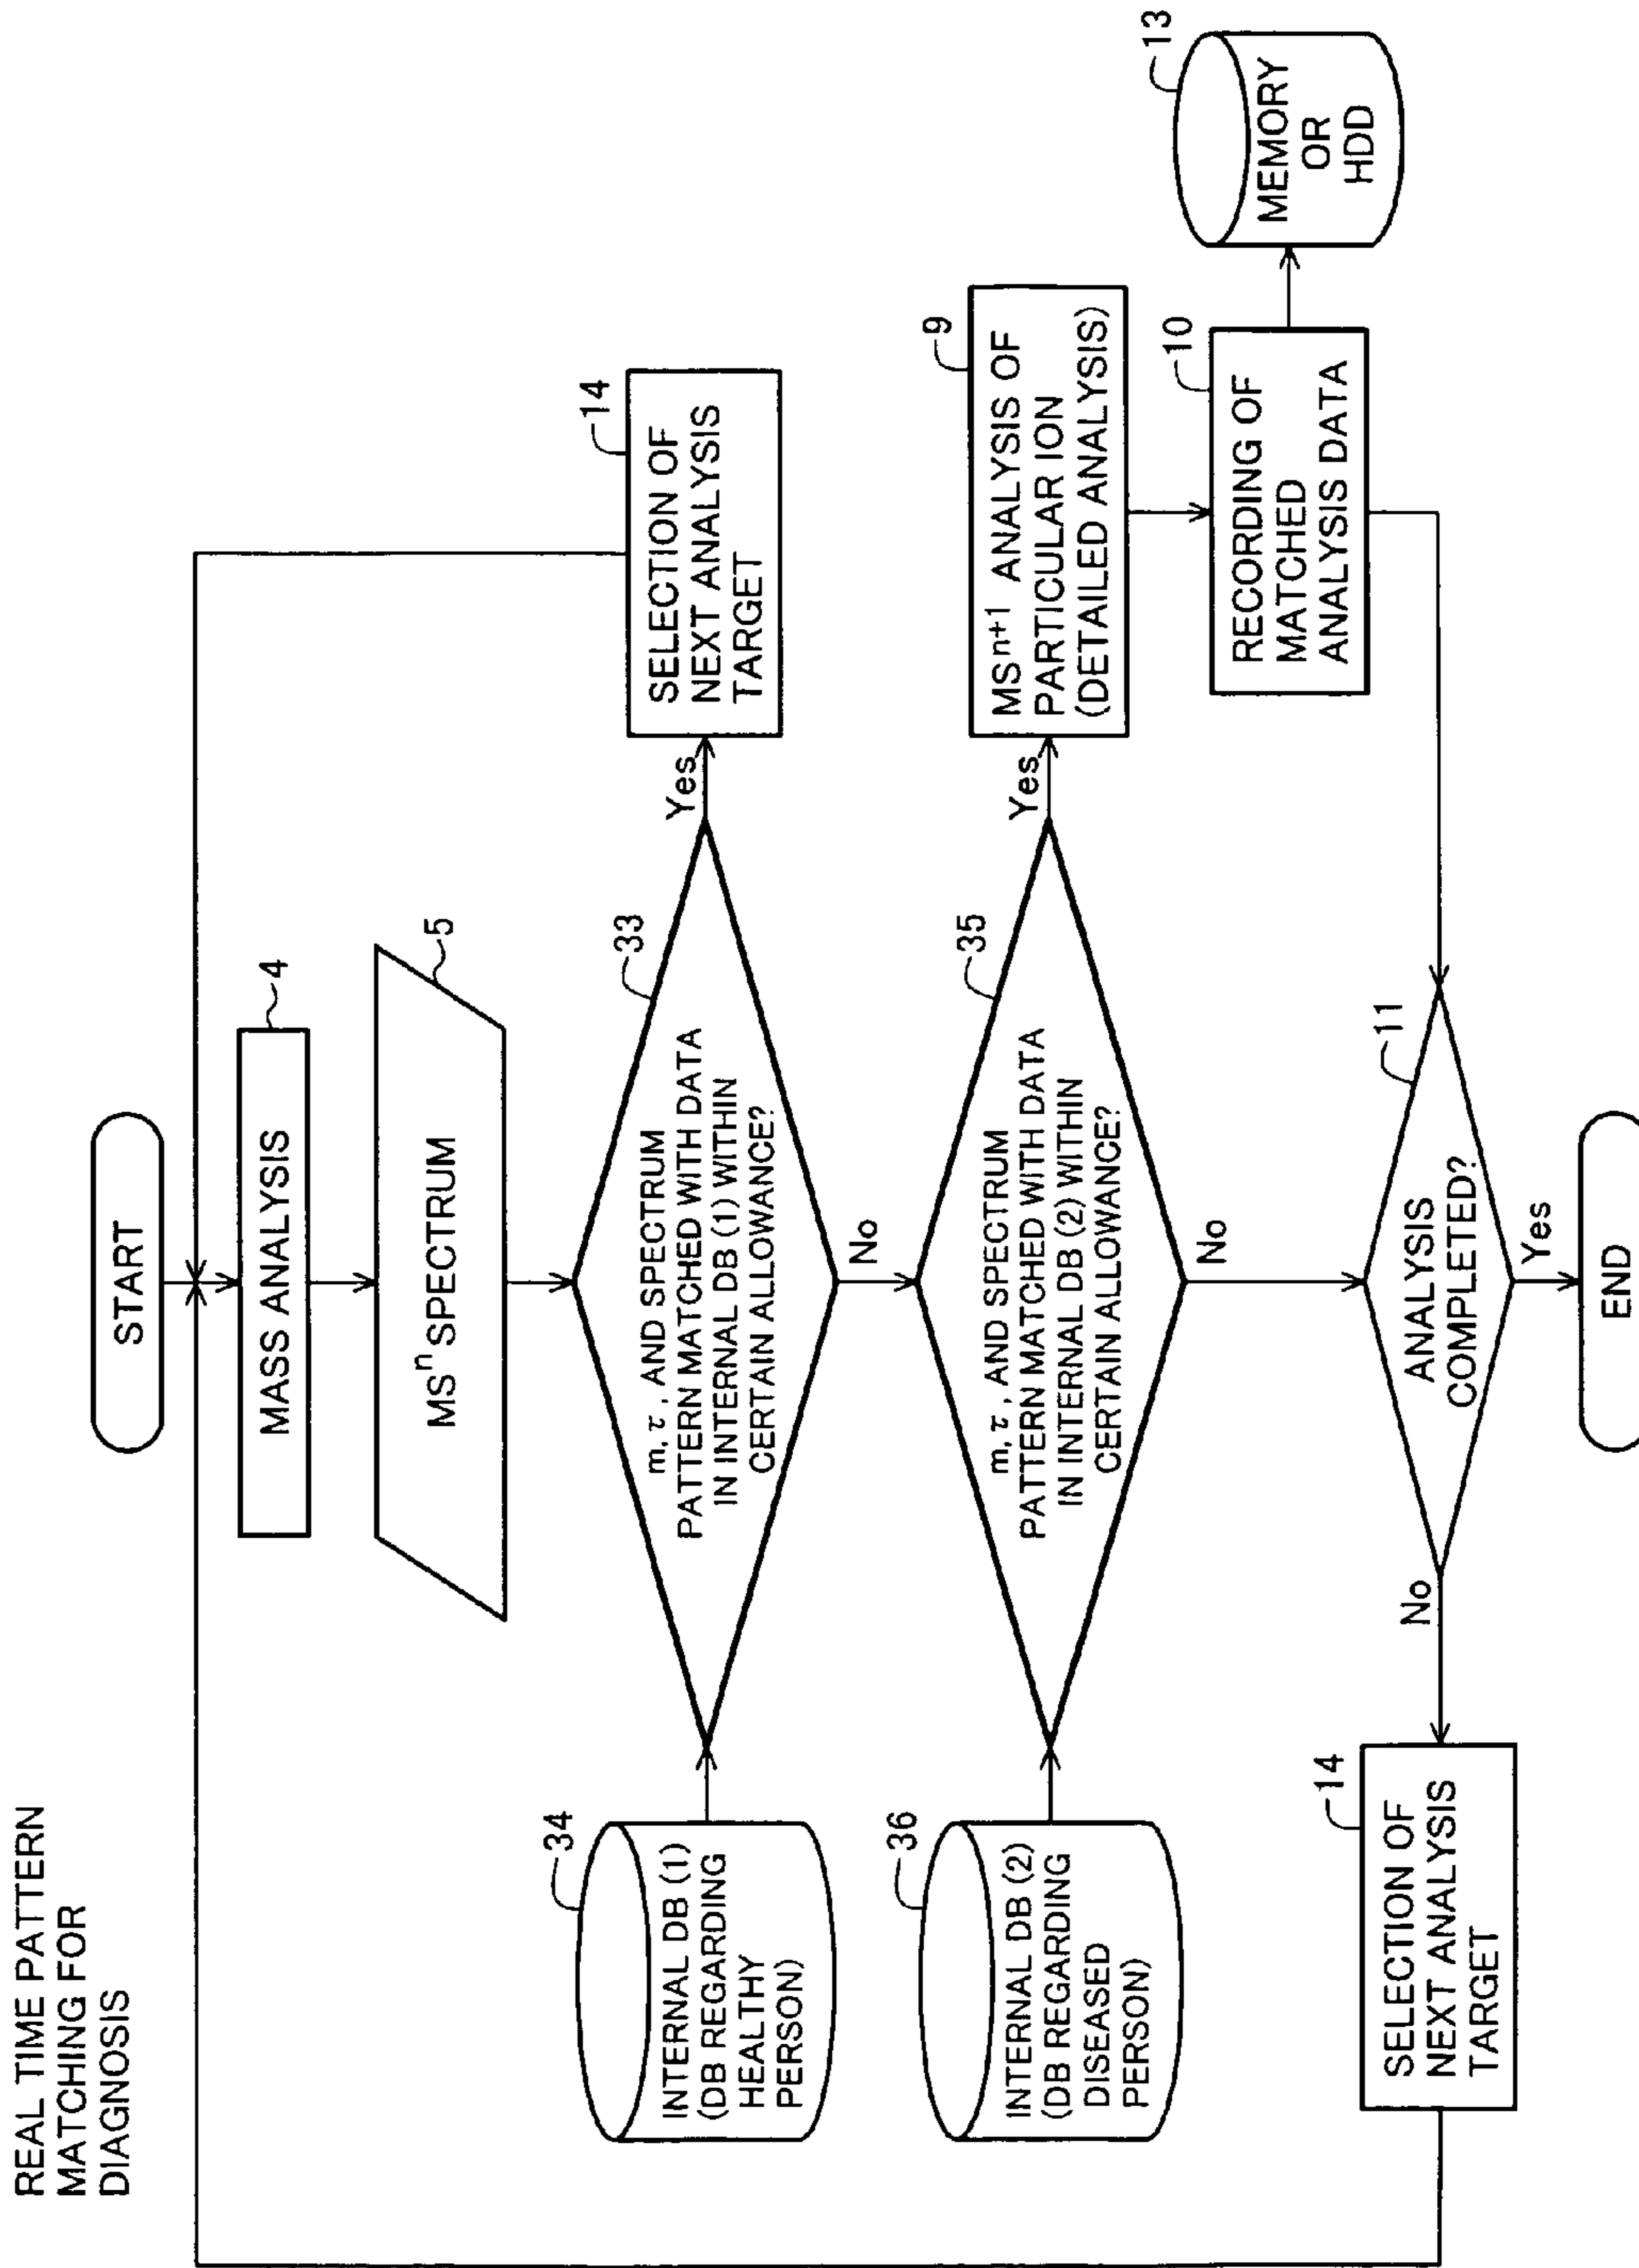 REAL TIME PATTERN
MATCHING FOR
DIAGNOSIS
START
MASS ANALYSIS
4
MSⁿ SPECTRUM
5
34
INTERNAL DB (1)
(DB REGARDING
HEALTHY
PERSON)
m, τ, AND SPECTRUM
PATTERN MATCHED WITH DATA
IN INTERNAL DB (1) WITHIN
CERTAIN ALLOWANCE?
33
Yes
No
14
SELECTION OF
NEXT ANALYSIS
TARGET
36
INTERNAL DB (2)
(DB REGARDING
DISEASED
PERSON)
m, τ, AND SPECTRUM
PATTERN MATCHED WITH DATA
IN INTERNAL DB (2) WITHIN
CERTAIN ALLOWANCE?
35
Yes
No
9
MSⁿ⁺¹ ANALYSIS OF
PARTICULAR ION
(DETAILED ANALYSIS)
10
RECORDING OF
MATCHED
ANALYSIS DATA
13
MEMORY
OR
HDD
14
SELECTION OF
NEXT ANALYSIS
TARGET
No
ANALYSIS
COMPLETED?
11
Yes
END